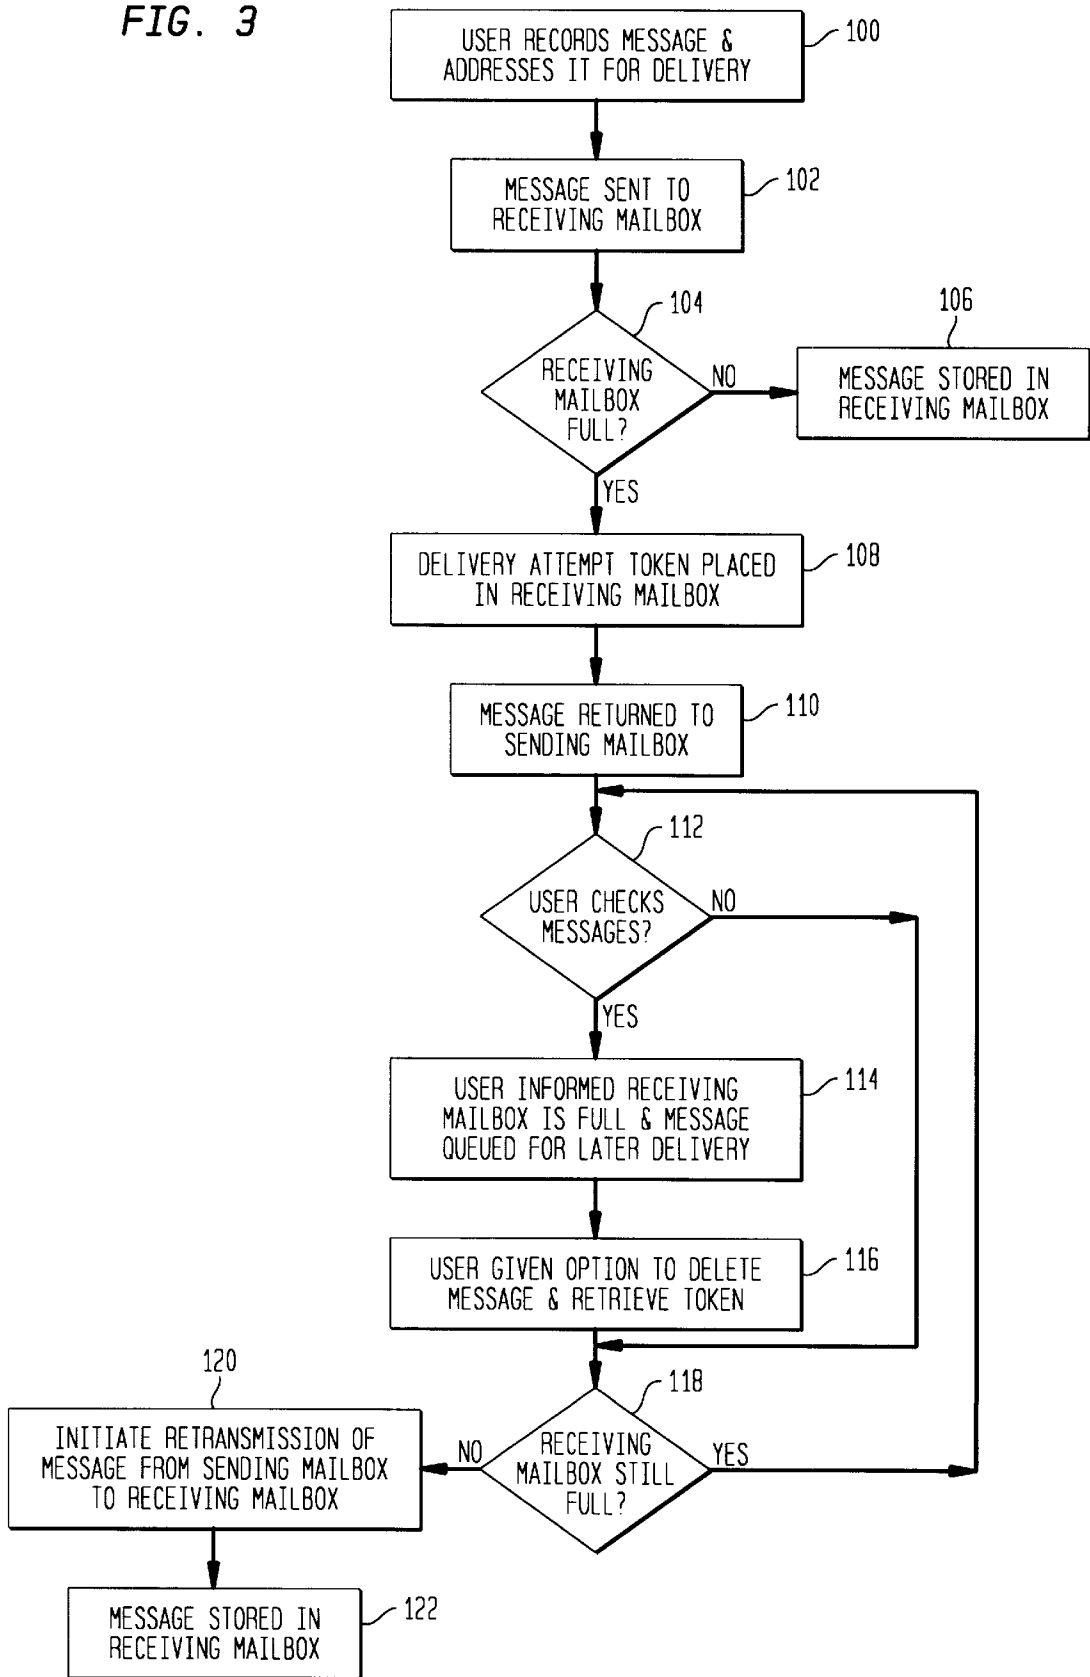 FIG. 3
USER RECORDS MESSAGE &
ADDRESSES IT FOR DELIVERY
100
MESSAGE SENT TO
RECEIVING MAILBOX
102
104
RECEIVING
MAILBOX
FULL?
NO
106
MESSAGE STORED IN
RECEIVING MAILBOX
YES
DELIVERY ATTEMPT TOKEN PLACED
IN RECEIVING MAILBOX
108
MESSAGE RETURNED TO
SENDING MAILBOX
110
112
USER CHECKS
MESSAGES?
NO
YES
USER INFORMED RECEIVING
MAILBOX IS FULL & MESSAGE
QUEUED FOR LATER DELIVERY
114
USER GIVEN OPTION TO DELETE
MESSAGE & RETRIEVE TOKEN
116
118
RECEIVING
MAILBOX STILL
FULL?
YES
NO
120
INITIATE RETRANSMISSION OF
MESSAGE FROM SENDING MAILBOX
TO RECEIVING MAILBOX
MESSAGE STORED IN
RECEIVING MAILBOX
122